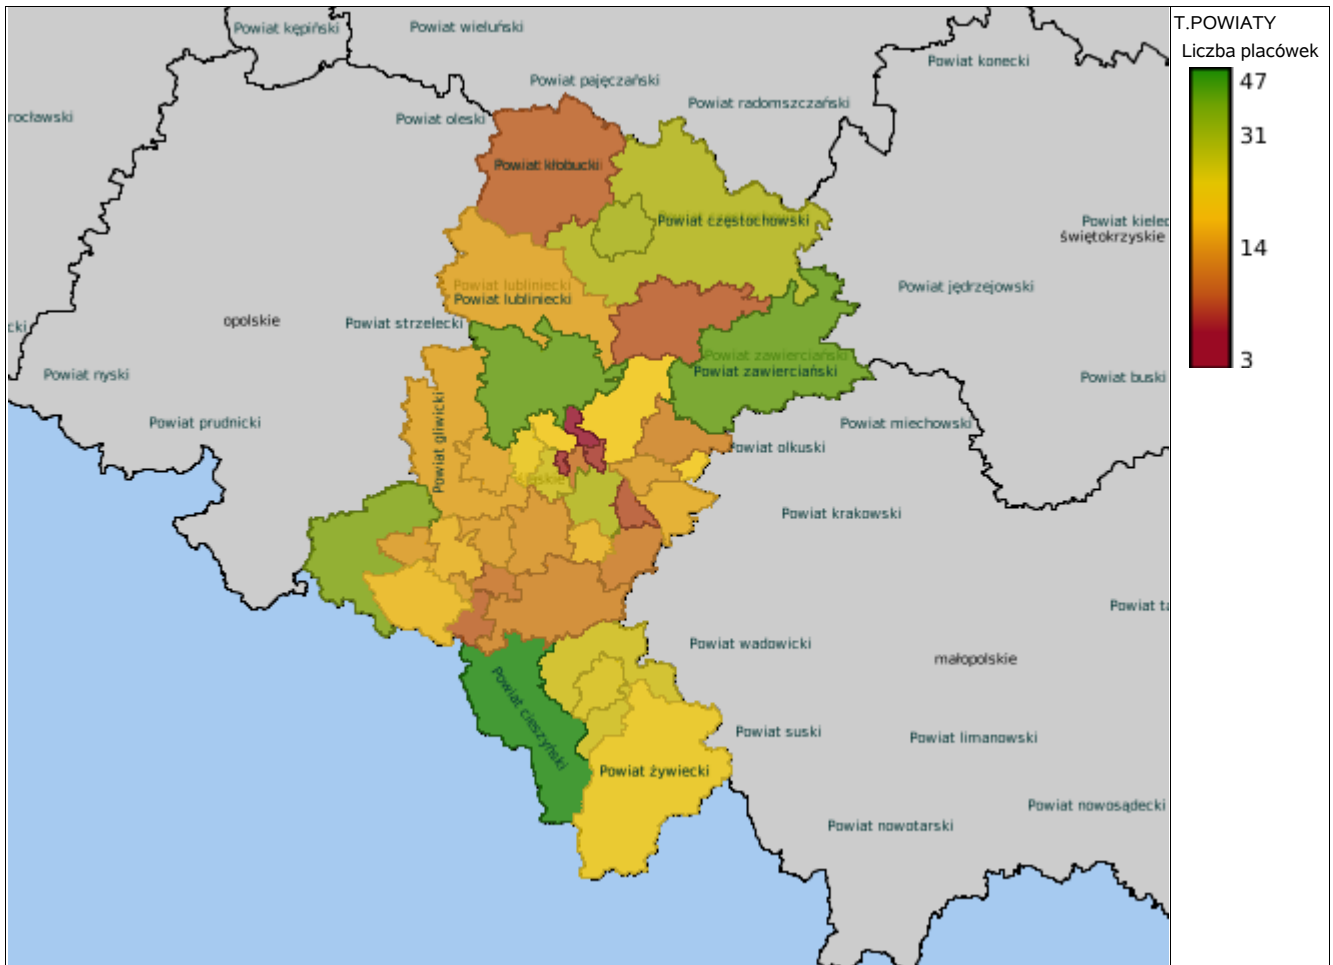 Powiat kępiński
Powiat wieluński
T.POWIATY
Liczba placówek
Powiat konecki
Powiat pajęczański
47
Powiat radomszczański
rocławski
Powiat oleski
31
Powiat kłobucki
Powiat częstochowski
Powiat kielec
świętokrzyskie
14
Powiat lubliniecki
Powiat lubliniecki
Powiat jędrzejowski
cki
opolskie
Powiat strzelecki
Powiat zawierciański
3
Powiat nyski
Powiat zawierciański
Powiat buski
Powiat prudnicki
Powiat gliwicki
Powiat miechowski
Powiat olkuski
Powiat krakowski
Powiat ta
Powiat wadowicki
małopolskie
Powiat cieszyński
Powiat suski
Powiat limanowski
Powiat żywiecki
Powiat nowosądecki
Powiat nowotarski